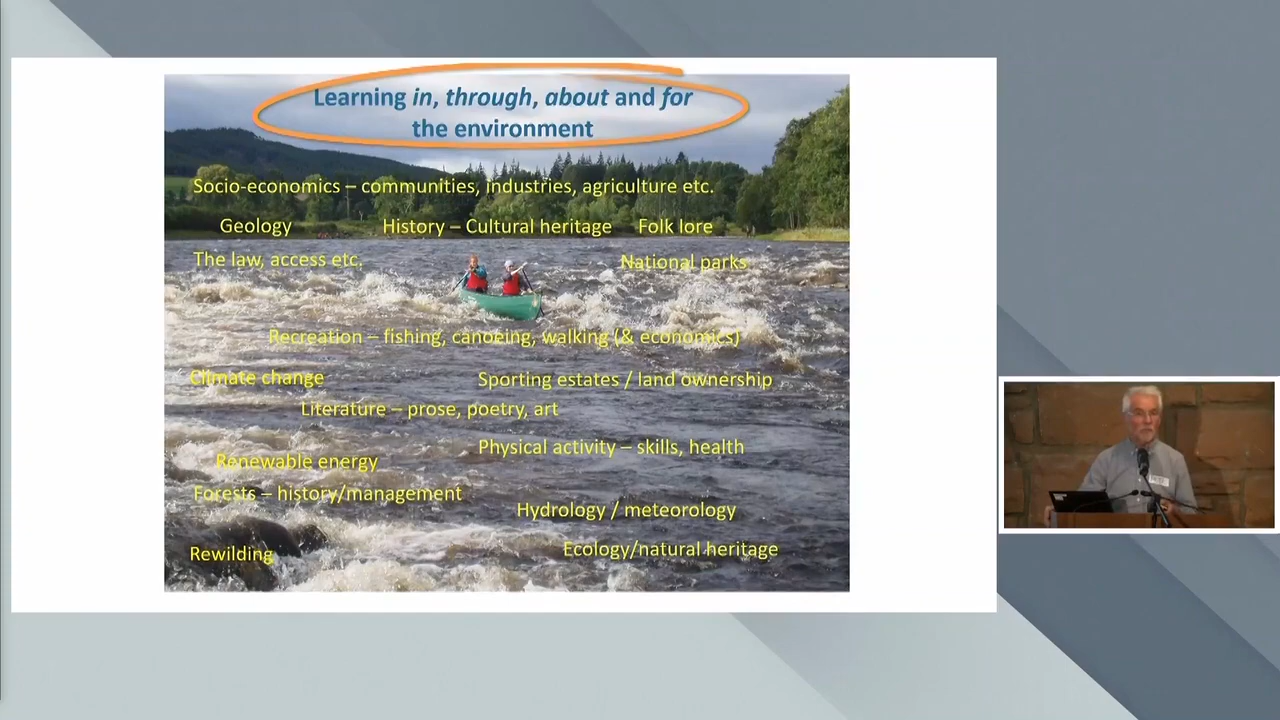 Learning in, through, about and for
the environment
Socio-economics – communities, industries, agriculture etc.
Geology
History – Cultural heritage
Folk lore
The law, access etc.
National parks
Recreation – fishing, canoeing, walking (& economics)
Climate change
Sporting estates / land ownership
Literature – prose, poetry, art
Physical activity – skills, health
Renewable energy
Forests – history/management
Hydrology / meteorology
Rewilding
Ecology/natural heritage